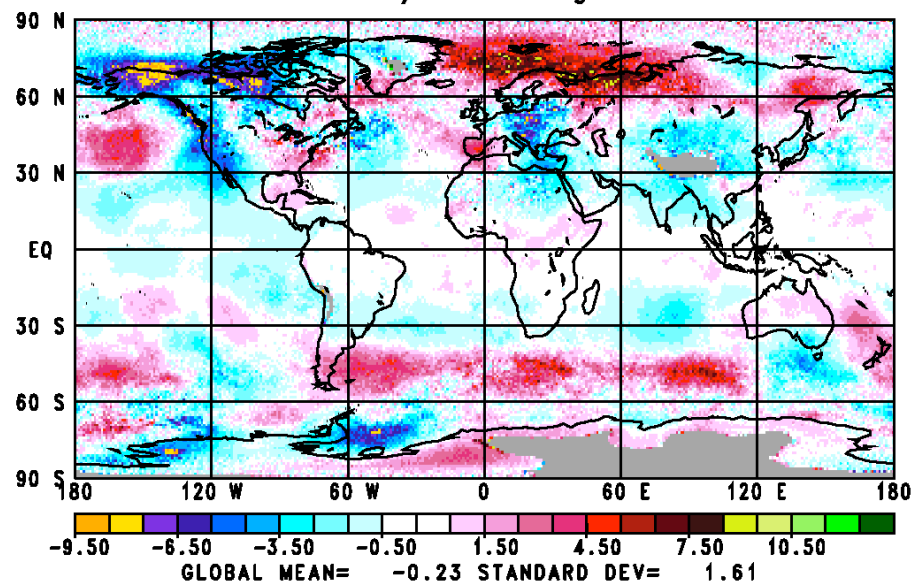 90 N
60 N
30 N
EQ
30 S
60 S
90 S
180 120 W 60 W 0 60 E 120 E 180
-9.50 -6.50 -3.50 -0.50 1.50 4.50 7.50 10.50
GLOBAL MEAN= -0.23 STANDARD DEV= 1.61